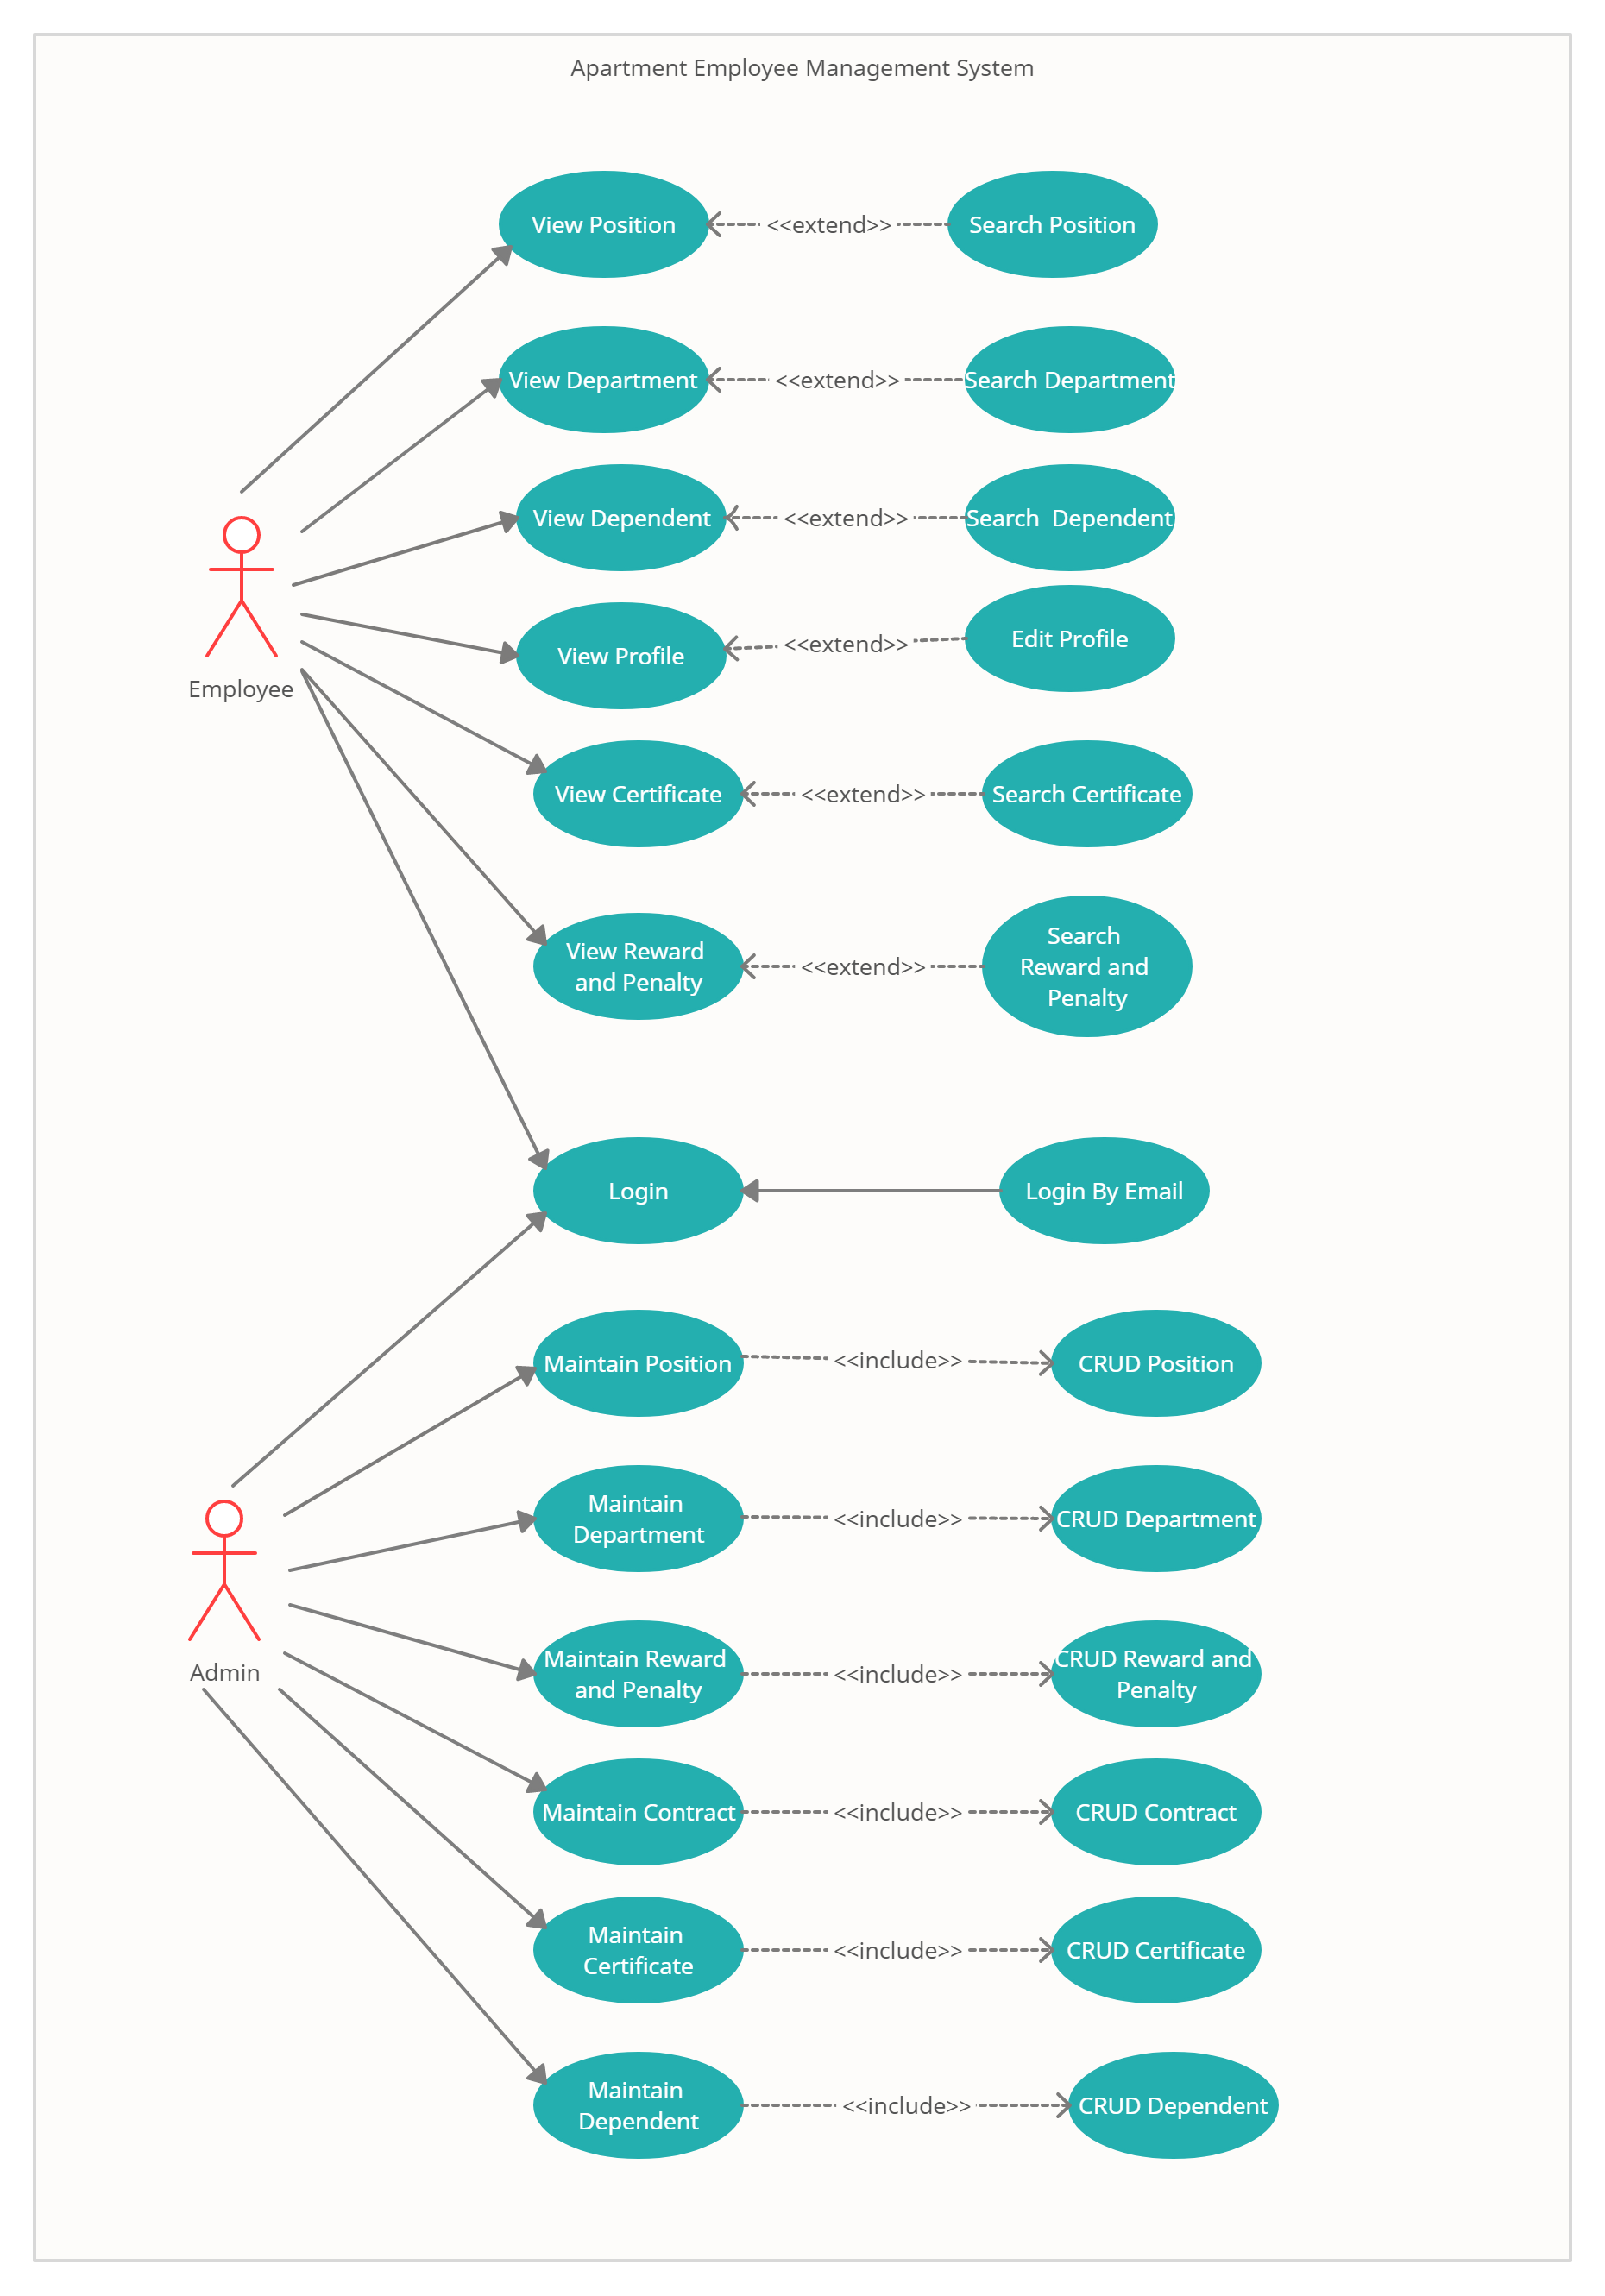 Apartment Employee Management System
View Position
<<extend>>
Search Position
View Department
<<extend>>
Search Department
View Dependent
<<extend>>
Search  Dependent
View Profile
<<extend>>
Edit Profile
Employee
View Certificate
<<extend>>
Search Certificate
View Reward
and Penalty
<<extend>>
Search
Reward and
Penalty
Login
Login By Email
Maintain Position
<<include>>
CRUD Position
Maintain
Department
<<include>>
CRUD Department
Admin
Maintain Reward
and Penalty
<<include>>
CRUD Reward and
Penalty
Maintain Contract
<<include>>
CRUD Contract
Maintain
Certificate
<<include>>
CRUD Certificate
Maintain
Dependent
<<include>>
CRUD Dependent